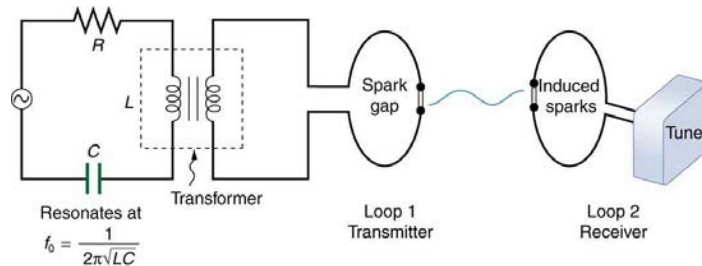 R
L
C
Transformer
Resonates at
f₀ = 1 / 2π√LC
Spark
gap
Loop 1
Transmitter
Induced
sparks
Loop 2
Receiver
Tune